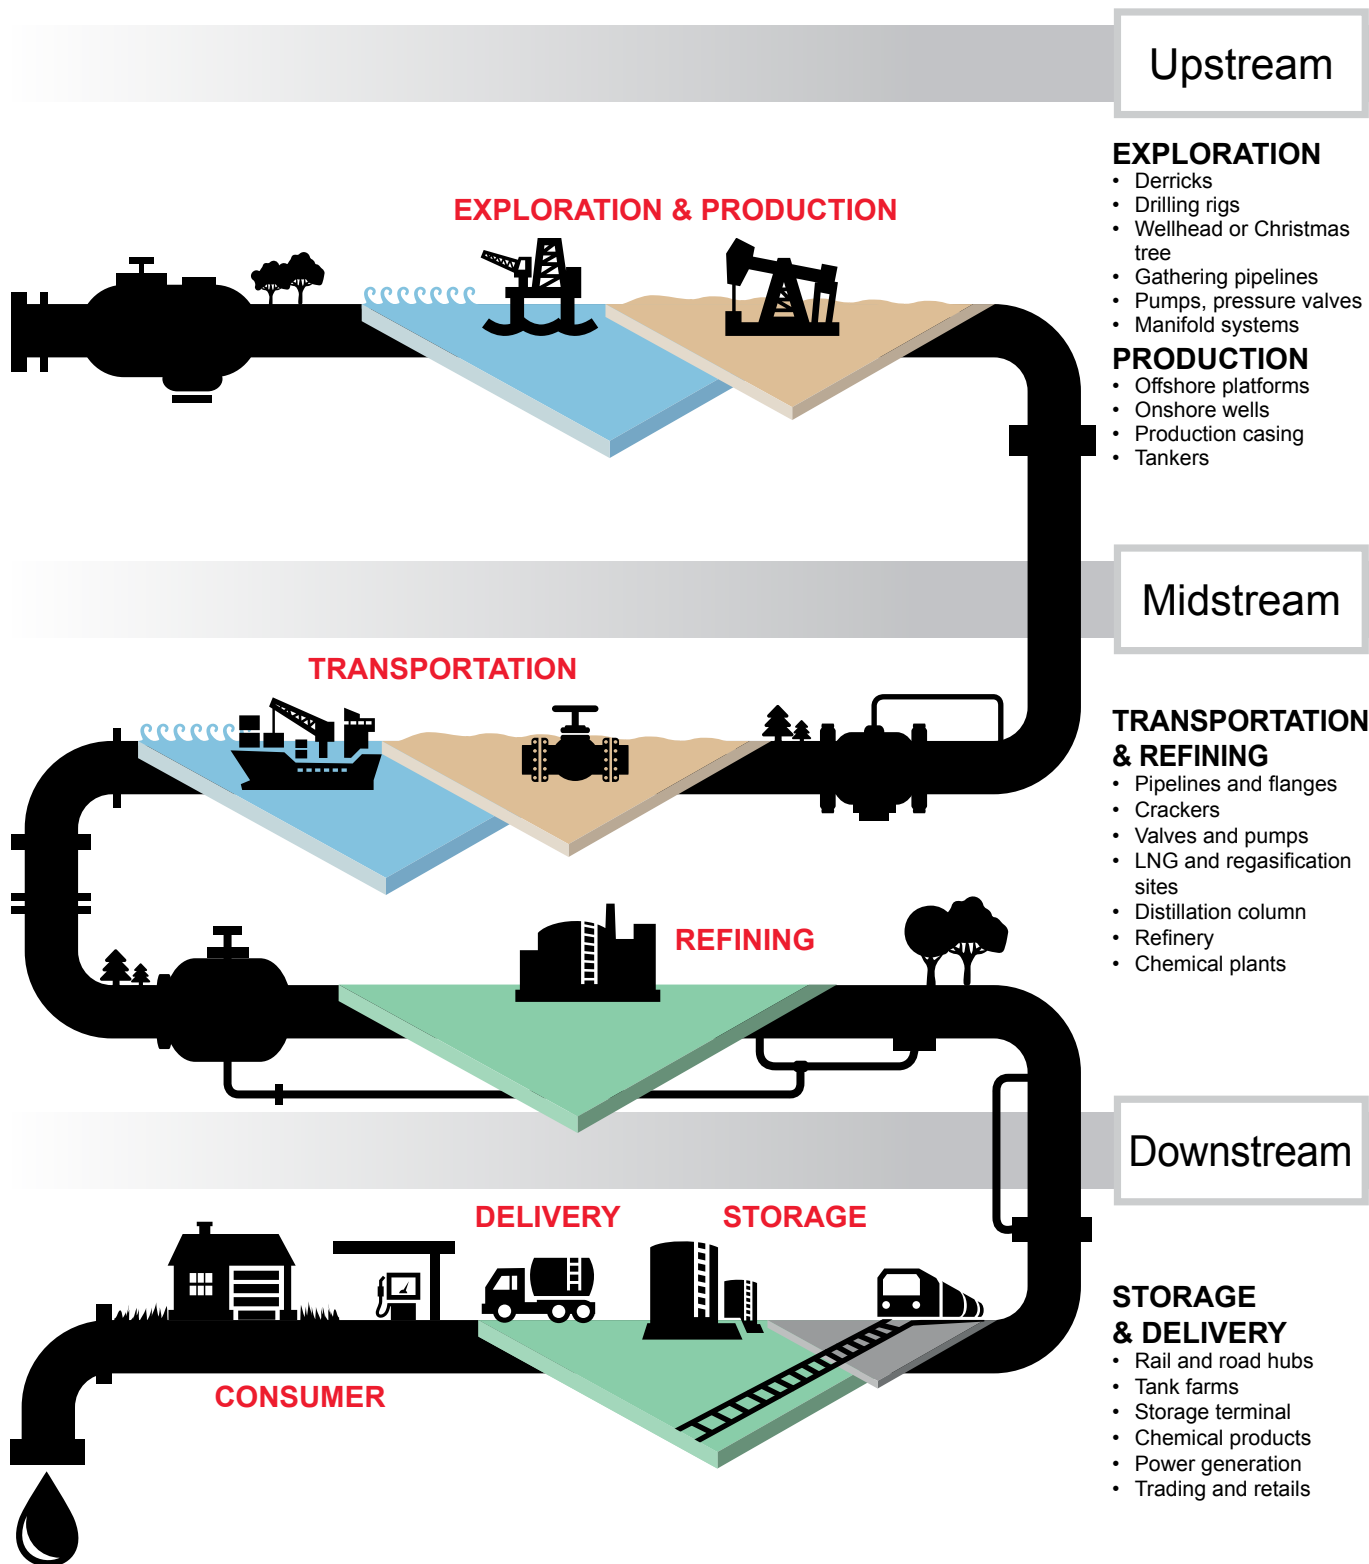 Upstream
EXPLORATION & PRODUCTION
EXPLORATION
• Derricks
• Drilling rigs
• Wellhead or Christmas
tree
• Gathering pipelines
• Pumps, pressure valves
• Manifold systems
PRODUCTION
• Offshore platforms
• Onshore wells
• Production casing
• Tankers
Midstream
TRANSPORTATION
REFINING
TRANSPORTATION
& REFINING
• Pipelines and flanges
• Crackers
• Valves and pumps
• LNG and regasification
sites
• Distillation column
• Refinery
• Chemical plants
Downstream
DELIVERY
STORAGE
CONSUMER
STORAGE
& DELIVERY
• Rail and road hubs
• Tank farms
• Storage terminal
• Chemical products
• Power generation
• Trading and retails